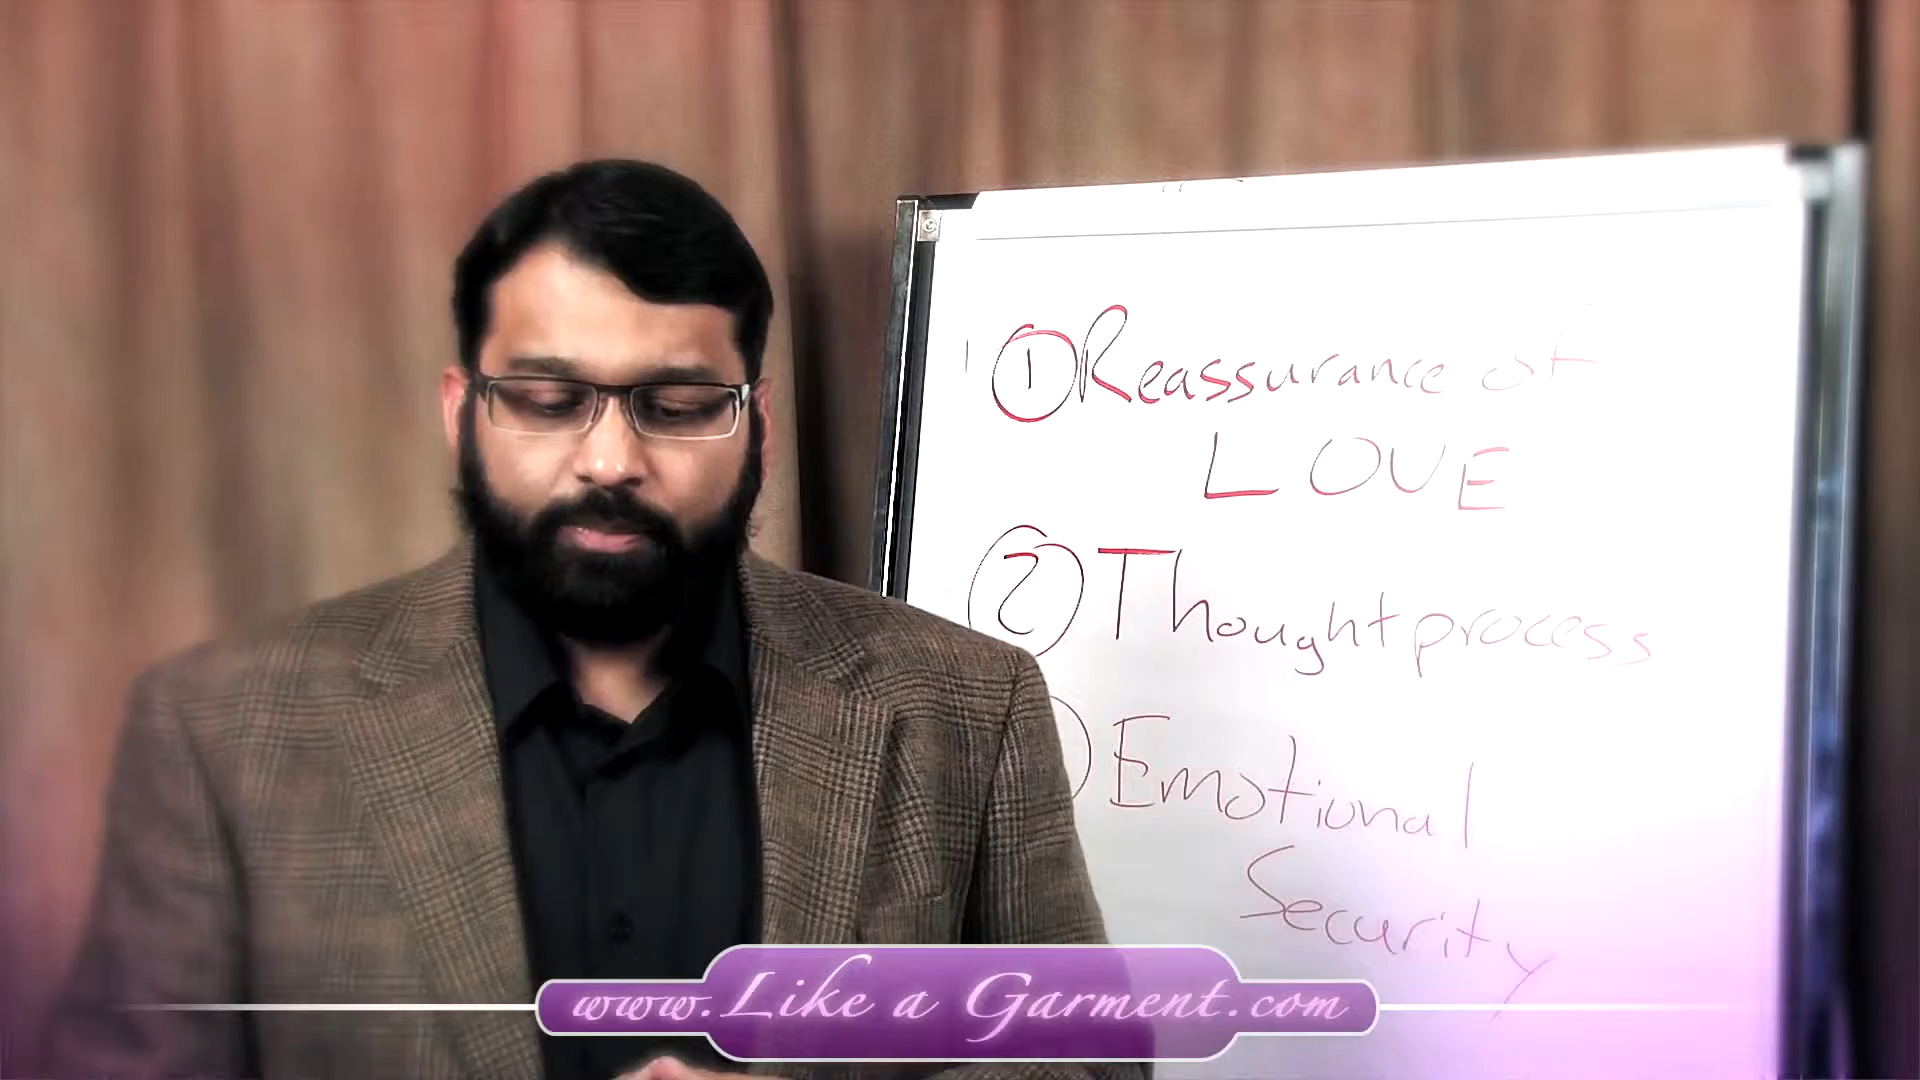 ① Reassurance of
LOVE
② Thought process
Emotional
Security
www.Like a Garment.com